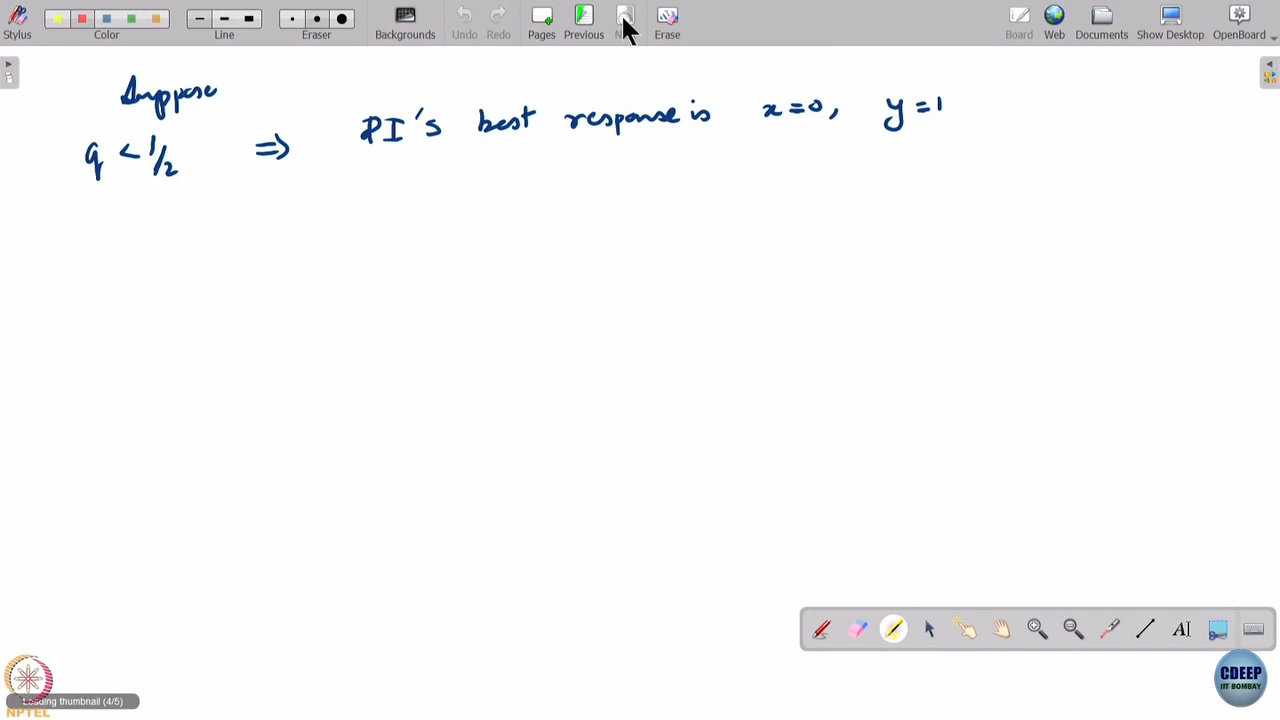 Stylus
Color
Line
Eraser
Backgrounds
Undo
Redo
Pages
Previous
Erase
Board
Web
Documents
Show Desktop
OpenBoard
Suppose
q < 1/2 ⇒ PI's best response is x=0, y=1
Loading thumbnail (4/5)
NPTEL
CDEEP
IIT BOMBAY